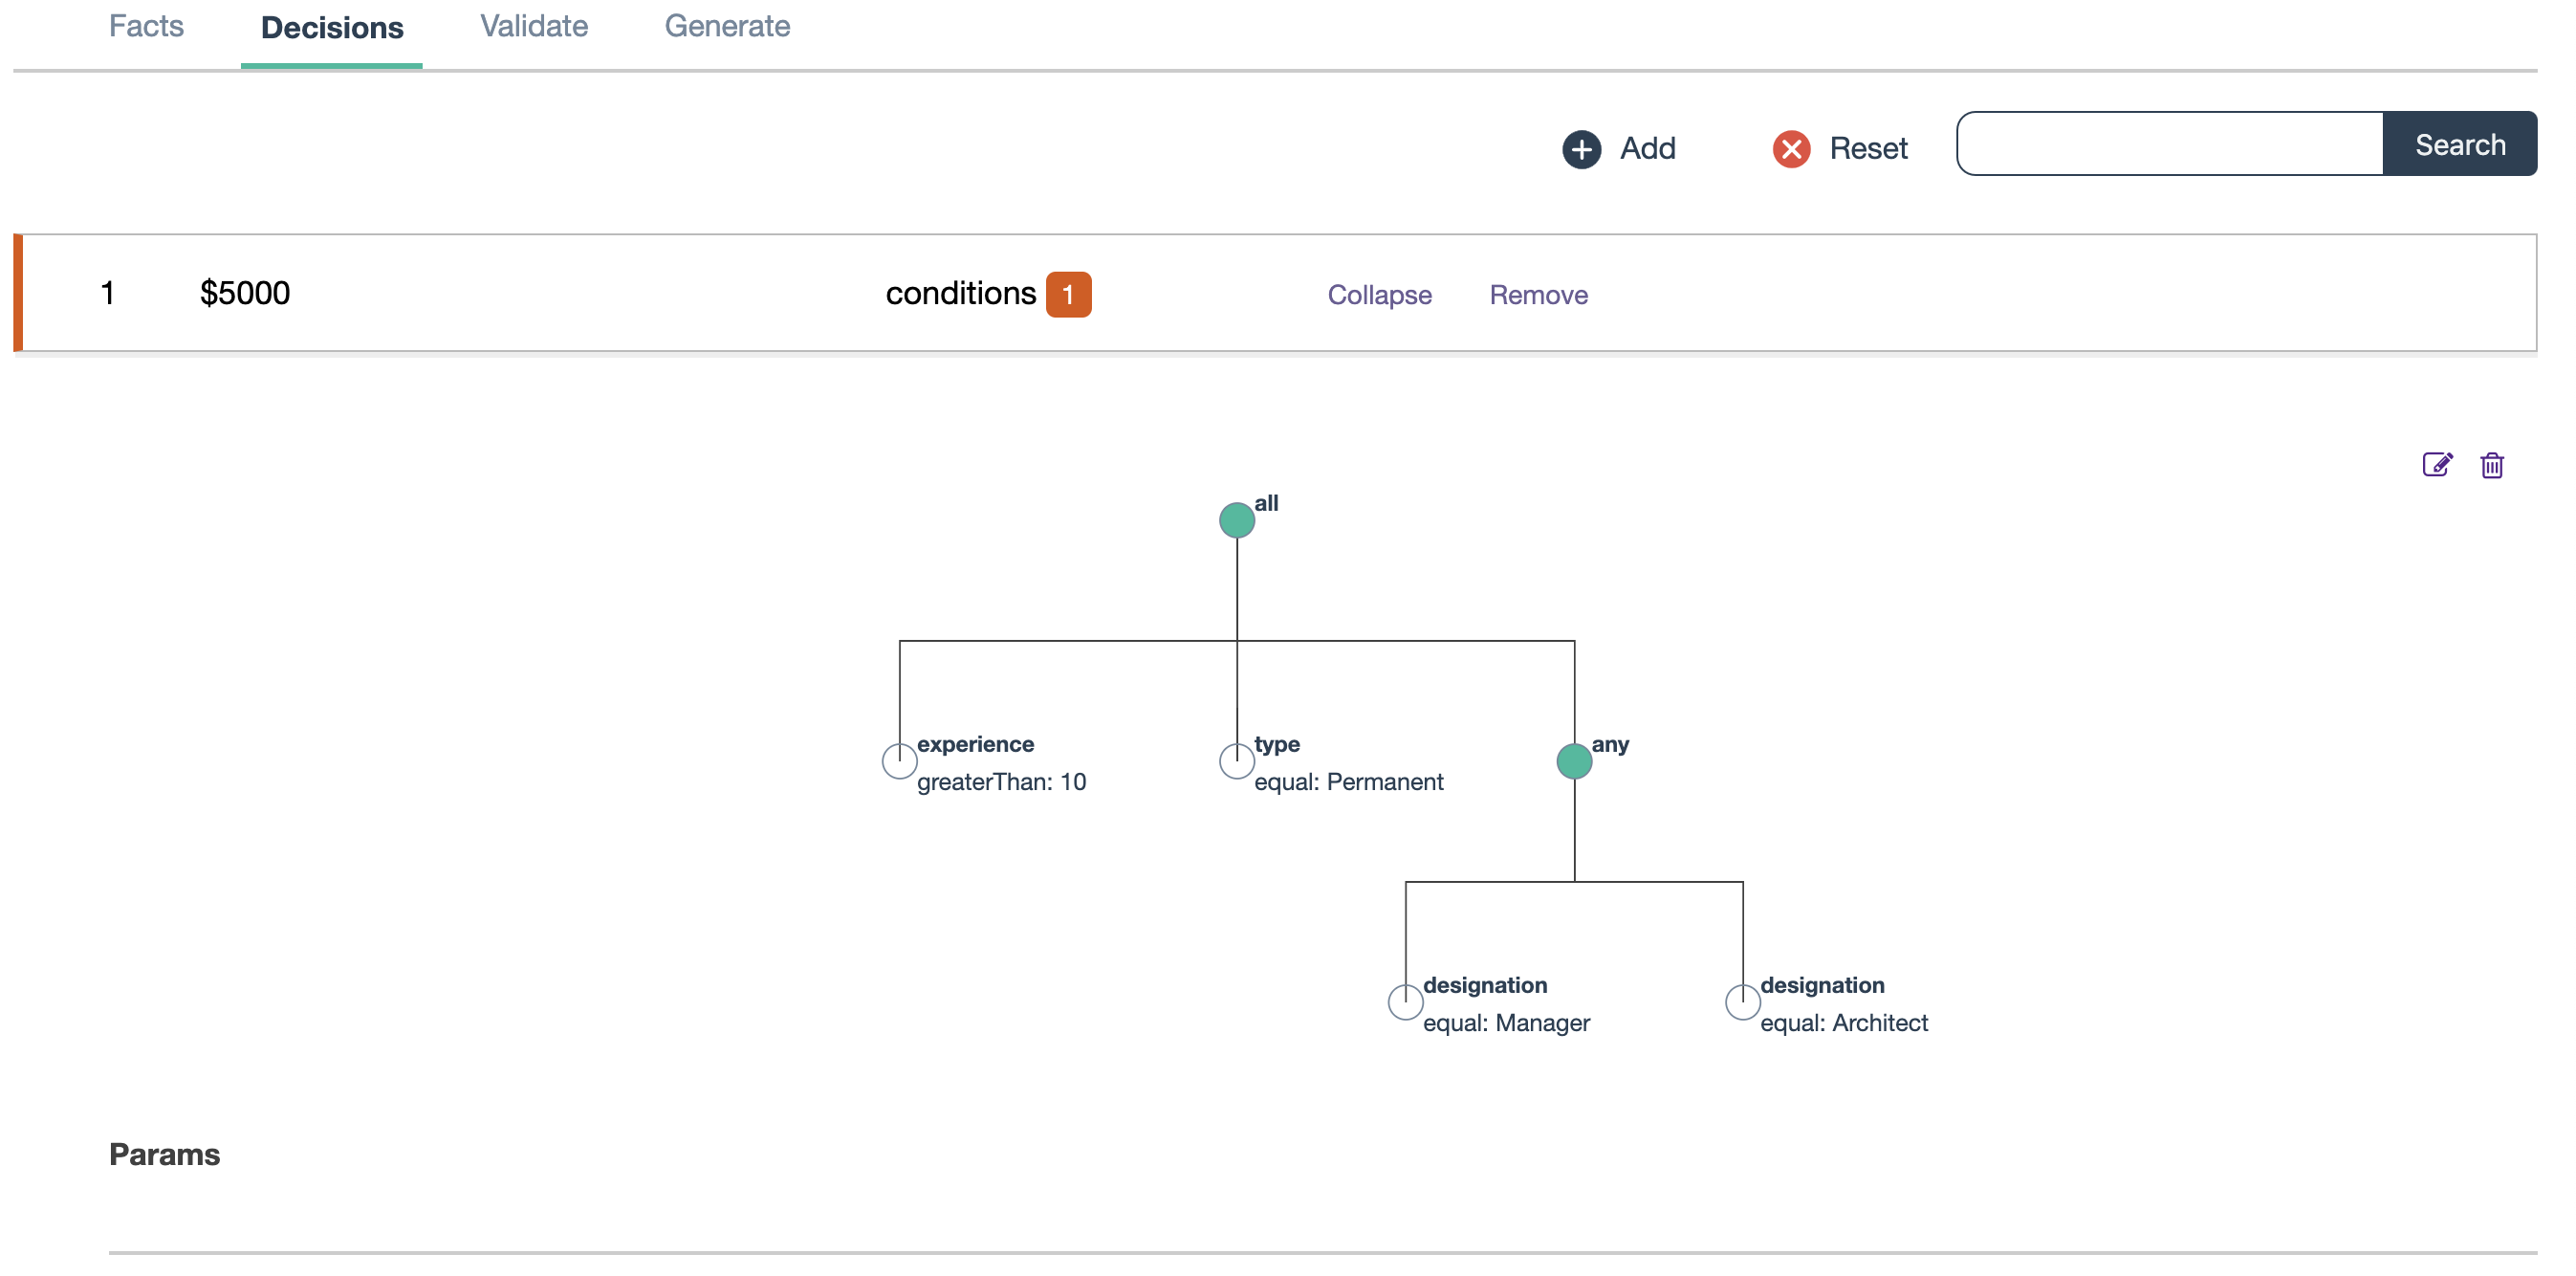 Facts Decisions Validate Generate
Add Reset Search
1 $5000 conditions 1 Collapse Remove
all
experience type any
greaterThan: 10 equal: Permanent
designation designation
equal: Manager equal: Architect
Params